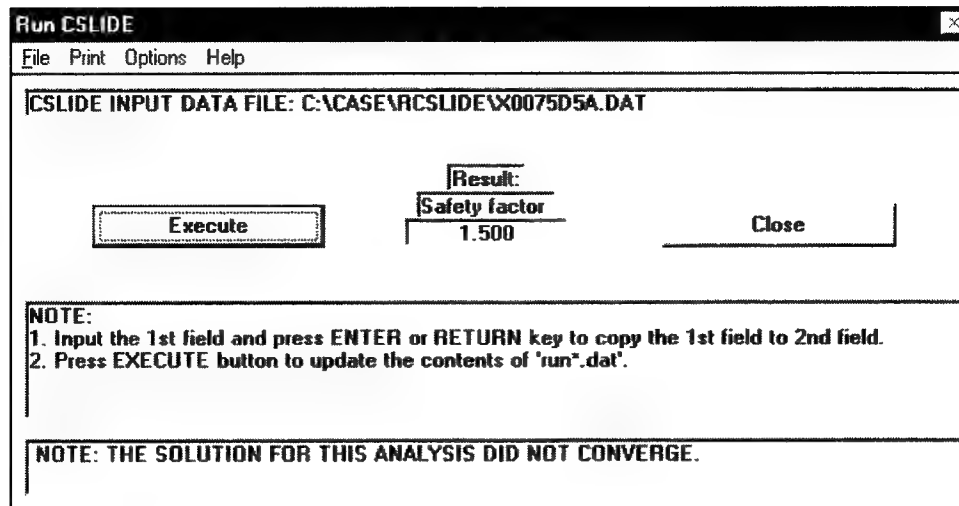 Run CSLIDE
File Print Options Help
CSLIDE INPUT DATA FILE: C:\CASE\RCSLIDE\X0075D5A.DAT
Result:
Safety factor
Execute
1.500
Close
NOTE:
1. Input the 1st field and press ENTER or RETURN key to copy the 1st field to 2nd field.
2. Press EXECUTE button to update the contents of 'run*.dat'.
NOTE: THE SOLUTION FOR THIS ANALYSIS DID NOT CONVERGE.